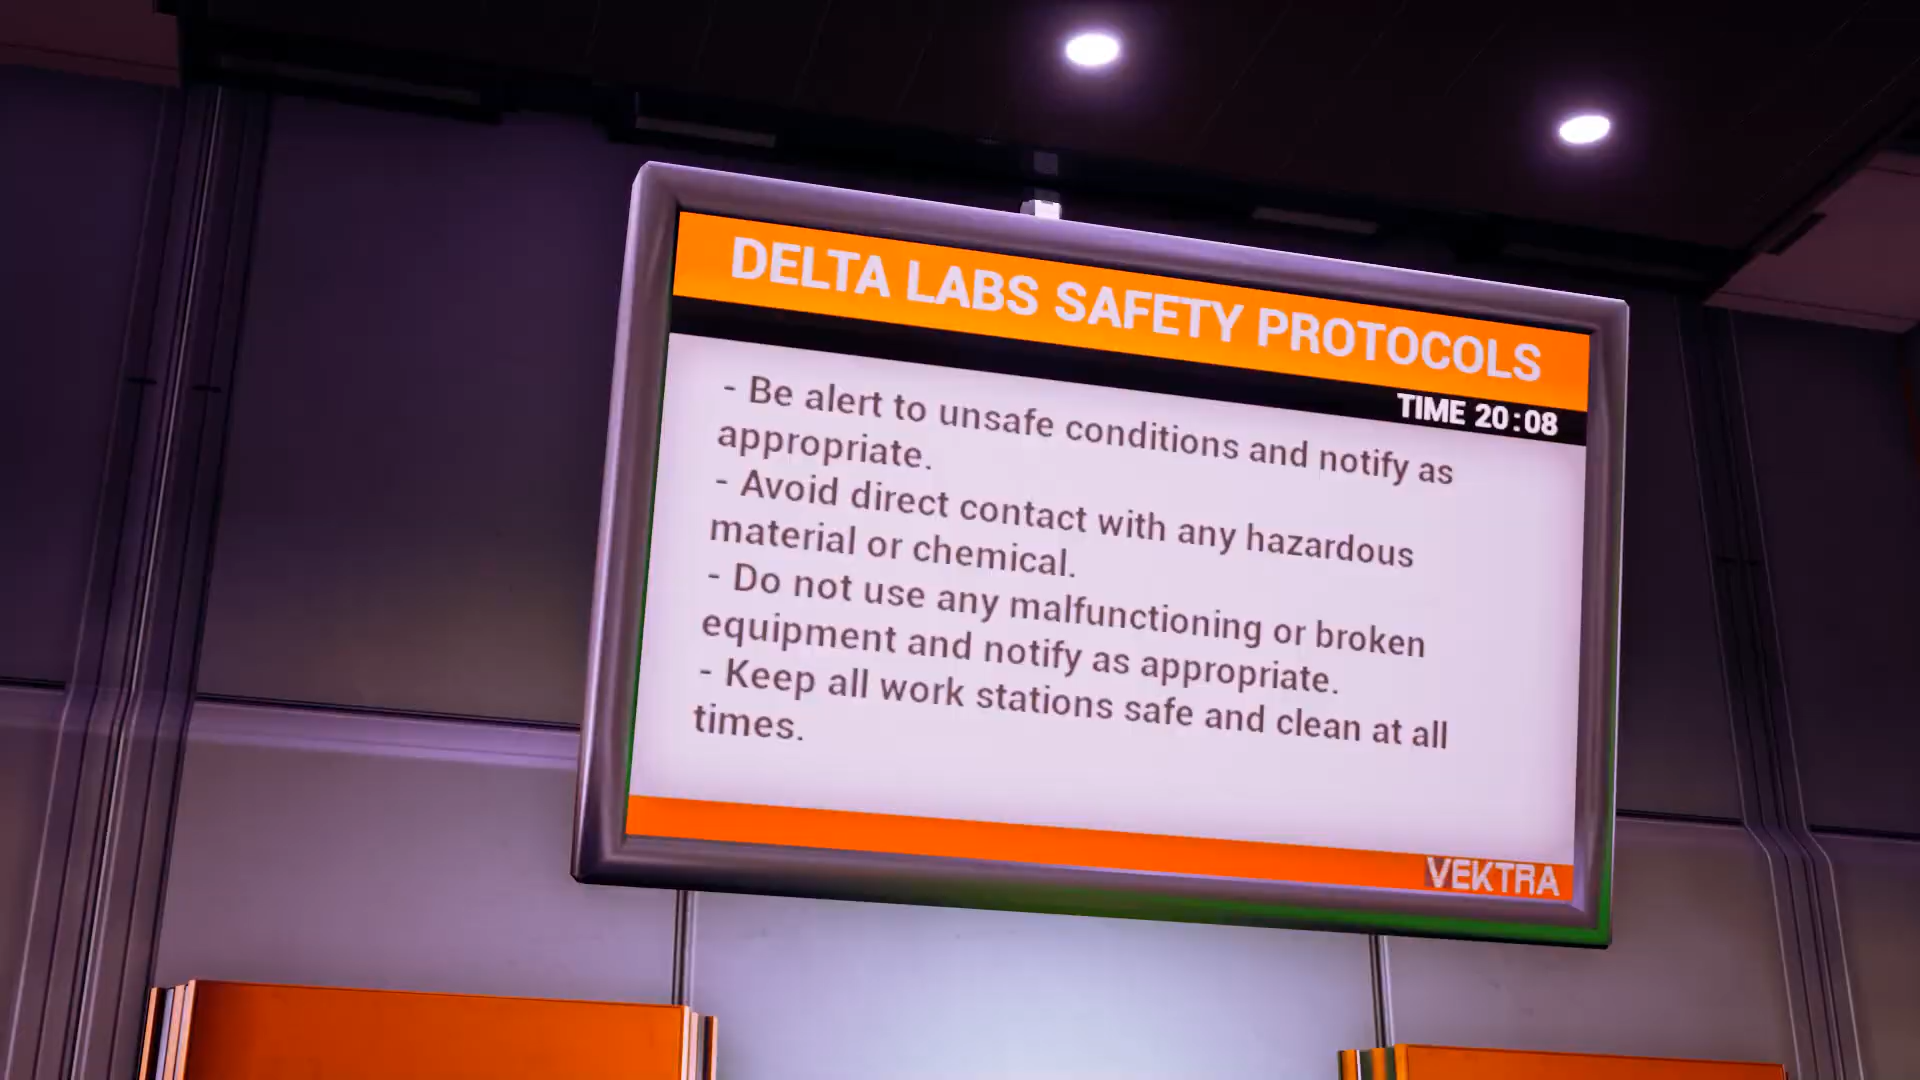 DELTA LABS SAFETY PROTOCOLS
TIME 20:08
- Be alert to unsafe conditions and notify as
appropriate.
- Avoid direct contact with any hazardous
material or chemical.
- Do not use any malfunctioning or broken
equipment and notify as appropriate.
- Keep all work stations safe and clean at all
times.
VEKTRA